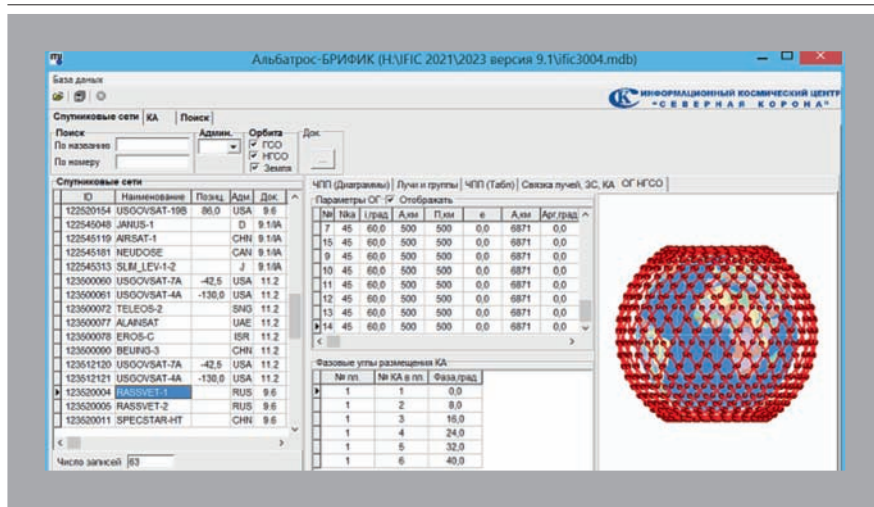 Альбатрос-БРИФИК (H:\IFIC 2021\2023 версия 9.1\ific3004.mdb)
База даных
ИНФОРМАЦИОННЫЙ КОСМИЧЕСКИЙ ЦЕНТР
"СЕВЕРНАЯ КОРОНА"
Спутниковые сети КА Поиск
Поиск Админ. Орбита Док.
По названию ГСО
НГСО
По номеру Земля
...
Спутниковые сети
ID Наименование Позиц. Адм. Док.
122520154 USGOVSAT-19B 86,0 USA 9.6
122545048 JANUS-1 D 9.1/IA
122545119 AIRSAT-1 CHN 9.1/IA
122545181 NEUDOSE CAN 9.1/IA
122545313 SLIM_LEV-1-2 J 9.1/IA
123500060 USGOVSAT-7A -42,5 USA 11.2
123500061 USGOVSAT-4A -130,0 USA 11.2
123500072 TELEOS-2 SNG 11.2
123500077 ALAINSAT UAE 11.2
123500078 EROS-C ISR 11.2
123500090 BEIJING-3 CHN 11.2
123512120 USGOVSAT-7A -42,5 USA 11.2
123512121 USGOVSAT-4A -130,0 USA 11.2
123520004 RASSVET-1 RUS 9.6
123520005 RASSVET-2 RUS 9.6
123520011 SPECSTAR-HT CHN 9.6
Число записей 63
ЧПП (Диаграммы) Лучи и группы ЧПП (Табл) Связка лучей, ЗС, КА ОГ НГСО
Параметры ОГ Отображать
№ Nka i,град А,км П,км e А,км Арг,град
7 45 60,0 500 500 0,0 6871 0,0
15 45 60,0 500 500 0,0 6871 0,0
9 45 60,0 500 500 0,0 6871 0,0
10 45 60,0 500 500 0,0 6871 0,0
11 45 60,0 500 500 0,0 6871 0,0
12 45 60,0 500 500 0,0 6871 0,0
13 45 60,0 500 500 0,0 6871 0,0
14 45 60,0 500 500 0,0 6871 0,0
Фазовые углы размещения КА
№ пл. № КА в пл. Фаза,град
1 1 0,0
1 2 8,0
1 3 16,0
1 4 24,0
1 5 32,0
1 6 40,0